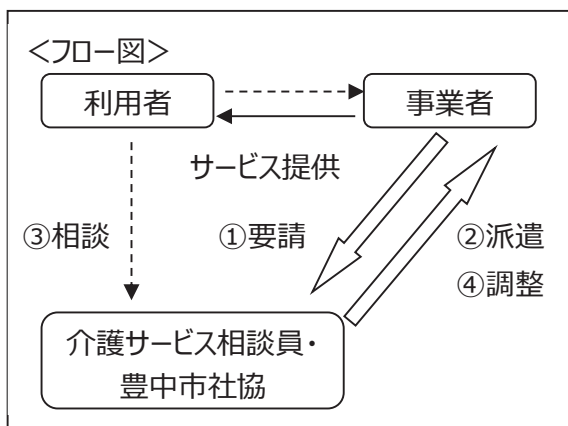 ＜フロー図＞
利用者
事業者
サービス提供
③相談
①要請
②派遣
④調整
介護サービス相談員・
豊中市社協